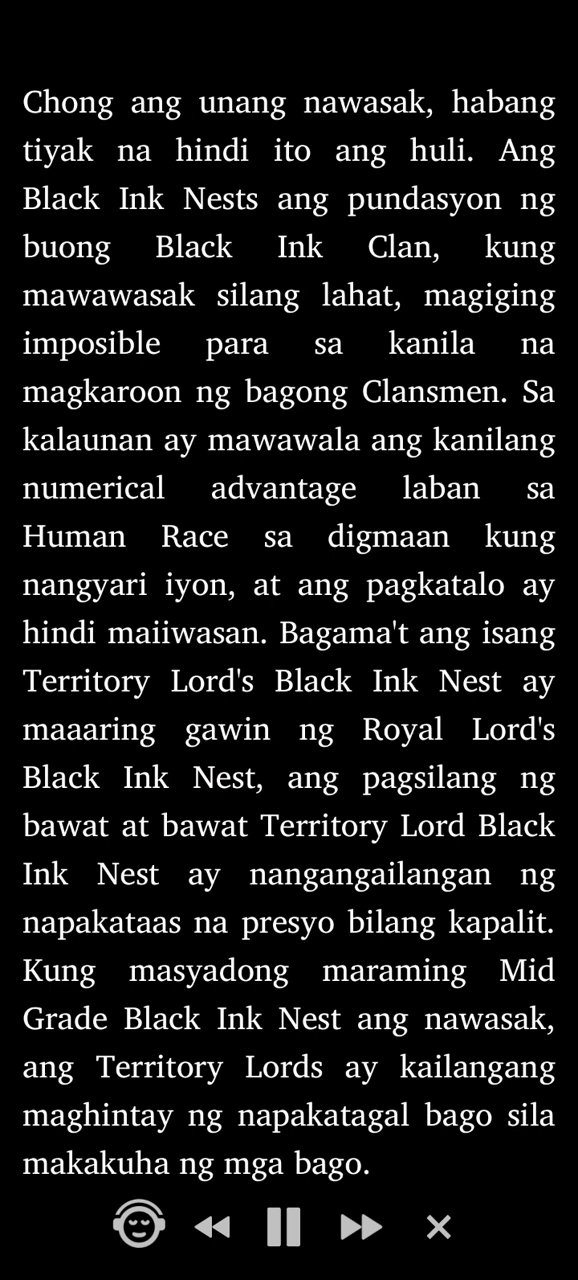 Chong ang unang nawasak, habang
tiyak na hindi ito ang huli. Ang
Black Ink Nests ang pundasyon ng
buong Black Ink Clan, kung
mawawasak silang lahat, magiging
imposible para sa kanila na
magkaroon ng bagong Clansmen. Sa
kalaunan ay mawawala ang kanilang
numerical advantage laban sa
Human Race sa digmaan kung
nangyari iyon, at ang pagkatalo ay
hindi maiiwasan. Bagama't ang isang
Territory Lord's Black Ink Nest ay
maaaring gawin ng Royal Lord's
Black Ink Nest, ang pagsilang ng
bawat at bawat Territory Lord Black
Ink Nest ay nangangailangan ng
napakataas na presyo bilang kapalit.
Kung masyadong maraming Mid
Grade Black Ink Nest ang nawasak,
ang Territory Lords ay kailangang
maghintay ng napakatagal bago sila
makakuha ng mga bago.